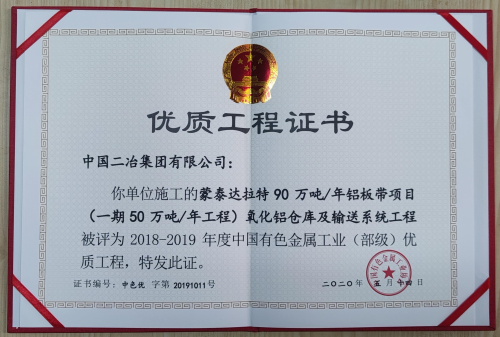 优质工程证书
中国二冶集团有限公司：
你单位施工的蒙泰达拉特90万吨/年铝板带项目
（一期50万吨/年工程）氧化铝仓库及输送系统工程
被评为2018-2019年度中国有色金属工业（部级）优
质工程，特发此证。
证书编号：中色优 字第20191011号
二〇二〇年 五月十四日